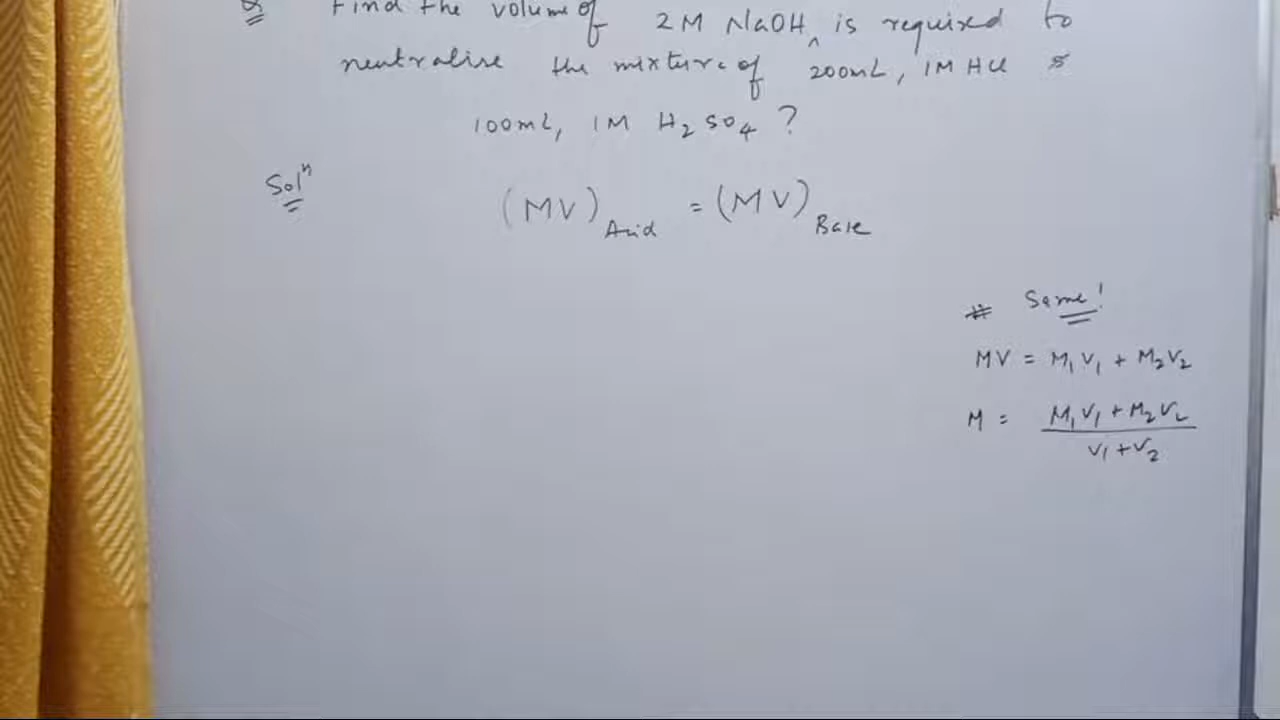 Q Find the volume of 2M NaOH is required to
neutralise the mixture of 200mL, 1M HCl &
100mL, 1M H₂SO₄ ?
Solⁿ
(MV)Acid = (MV)Base
# Same!
MV = M₁V₁ + M₂V₂
M = M₁V₁ + M₂V₂
V₁ + V₂